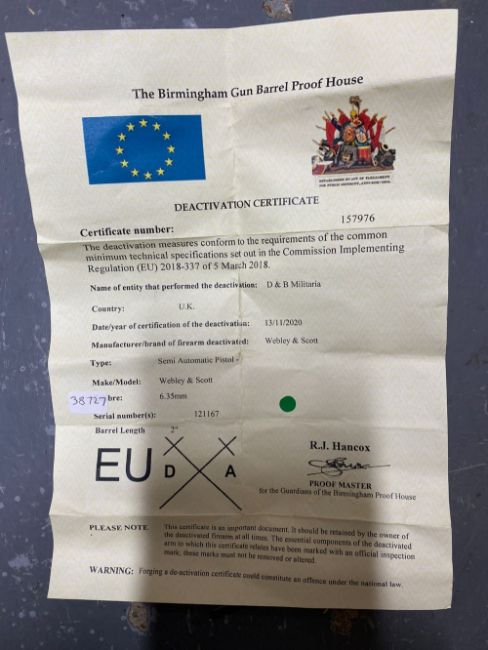 The Birmingham Gun Barrel Proof House
ESTABLISHED BY ACT OF PARLIAMENT
FOR PUBLIC SECURITY
DEACTIVATION CERTIFICATE
157976
Certificate number:
The deactivation measures conform to the requirements of the common
minimum technical specifications set out in the Commission Implementing
Regulation (EU) 2018-337 of 5 March 2018.
Name of entity that performed the deactivation: D & B Militaria
Country: U.K.
Date/year of certification of the deactivation: 13/11/2020
Manufacturer/brand of firearm deactivated: Webley & Scott
Type: Semi Automatic Pistol -
Make/Model: Webley & Scott
38727 bre: 6.35mm
Serial number(s): 121167
Barrel Length 2"
EU D A
R.J. Hancox
PROOF MASTER
for the Guardians of the Birmingham Proof House
PLEASE NOTE This certificate is an important document. It should be retained by the owner of
the deactivated firearm at all times. The essential components of the deactivated
arm to which this certificate relates have been marked with an official inspection
mark; these marks must not be removed or altered.
WARNING: Forging a de-activation certificate could constitute an offence under the national law.